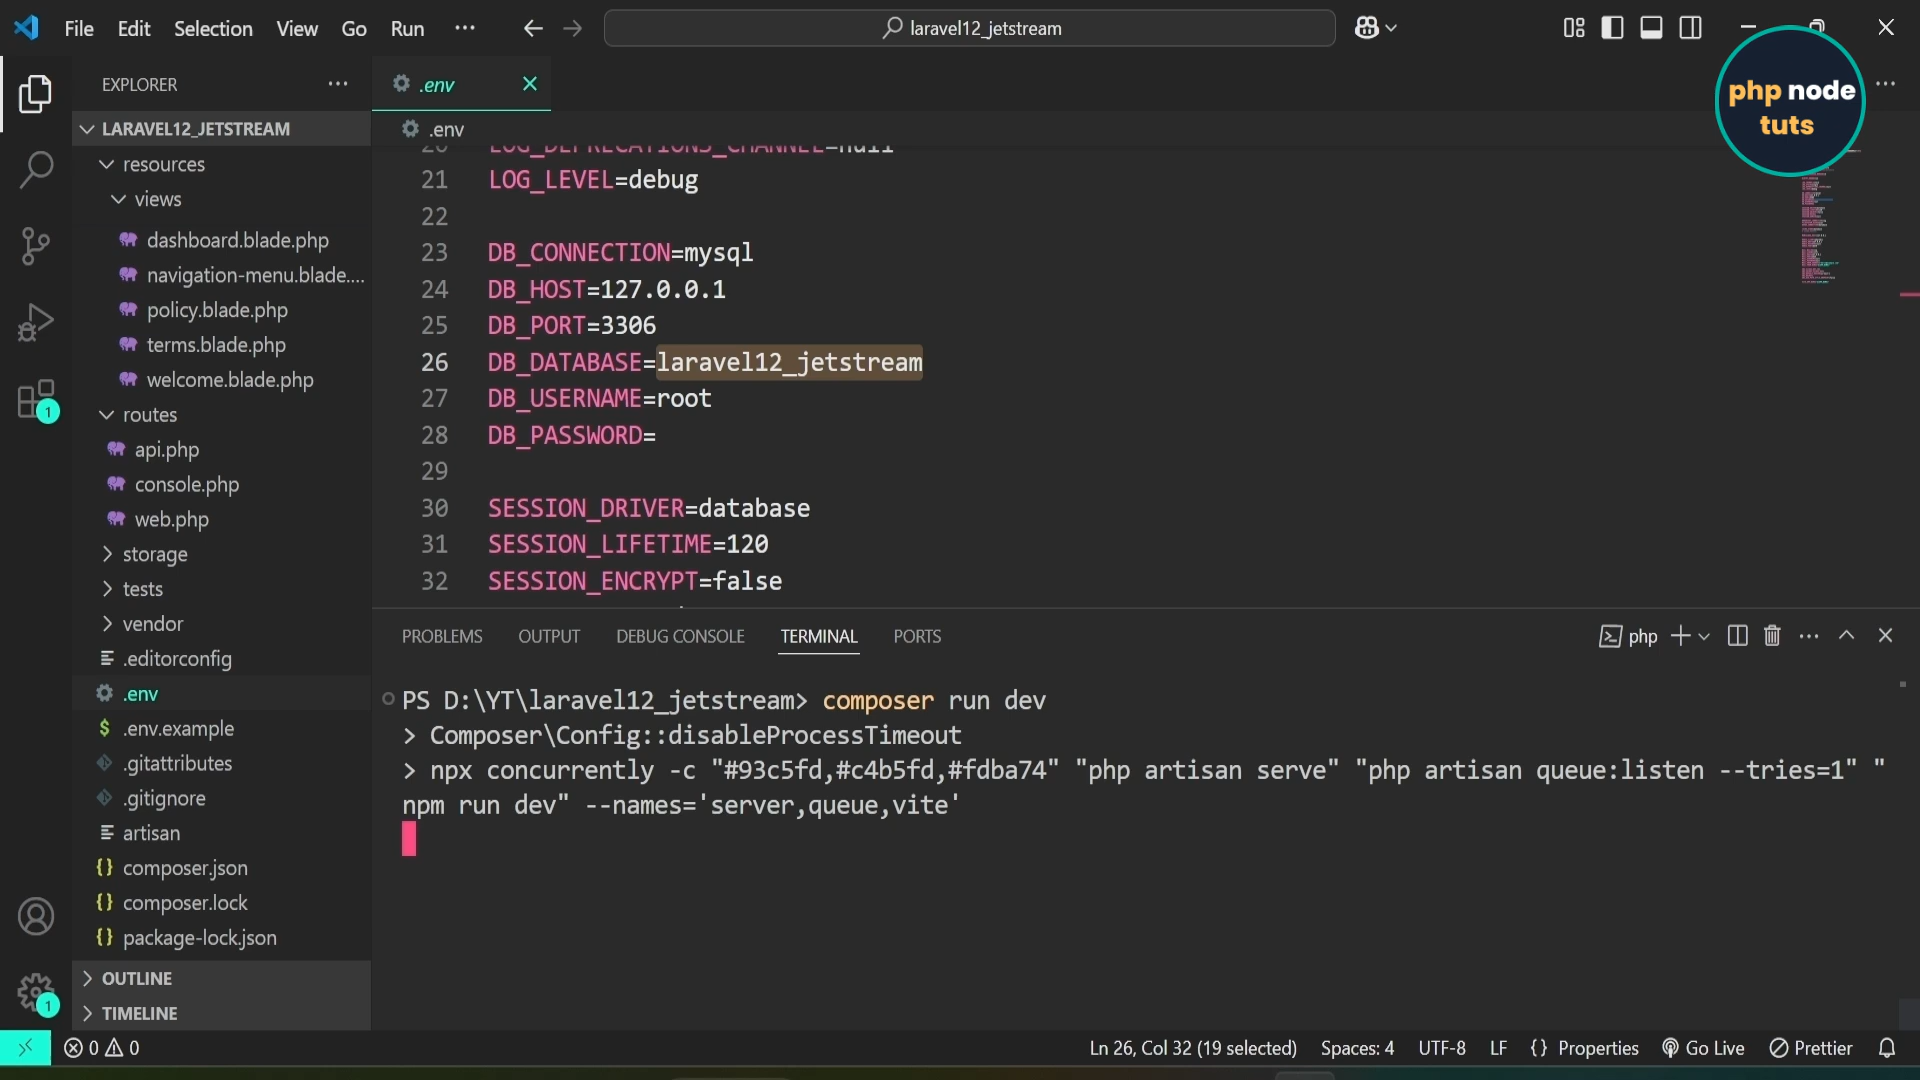 File Edit Selection View Go Run
laravel12_jetstream
php node
tuts
EXPLORER
LARAVEL12_JETSTREAM
resources
views
dashboard.blade.php
navigation-menu.blade....
policy.blade.php
terms.blade.php
welcome.blade.php
routes
api.php
console.php
web.php
storage
tests
vendor
.editorconfig
.env
.env.example
.gitattributes
.gitignore
artisan
composer.json
composer.lock
package-lock.json
OUTLINE
TIMELINE
1
1
.env
.env
20 LOG_DEPRECATIONS_CHANNEL=null
21 LOG_LEVEL=debug
22
23 DB_CONNECTION=mysql
24 DB_HOST=127.0.0.1
25 DB_PORT=3306
26 DB_DATABASE=laravel12_jetstream
27 DB_USERNAME=root
28 DB_PASSWORD=
29
30 SESSION_DRIVER=database
31 SESSION_LIFETIME=120
32 SESSION_ENCRYPT=false
PROBLEMS OUTPUT DEBUG CONSOLE TERMINAL PORTS
php
PS D:\YT\laravel12_jetstream> composer run dev
> Composer\Config::disableProcessTimeout
> npx concurrently -c "#93c5fd,#c4b5fd,#fdba74" "php artisan serve" "php artisan queue:listen --tries=1" "
npm run dev" --names='server,queue,vite'
0 0
Ln 26, Col 32 (19 selected) Spaces: 4 UTF-8 LF {} Properties Go Live Prettier